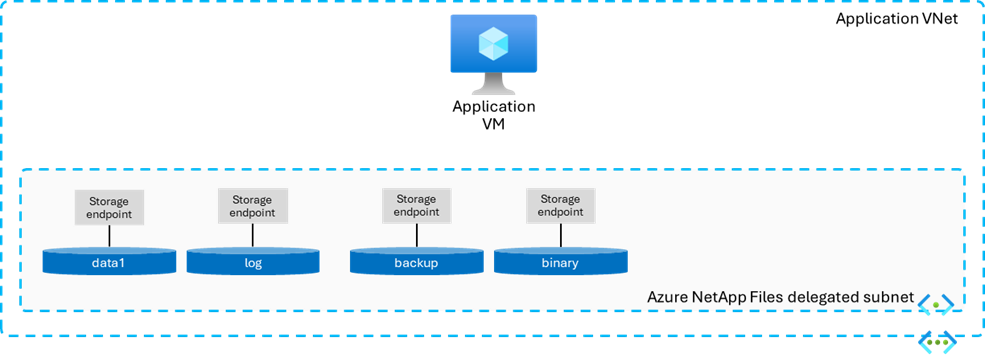 Application VNet
Application
VM
Storage
endpoint
Storage
endpoint
Storage
endpoint
Storage
endpoint
data1
log
backup
binary
Azure NetApp Files delegated subnet